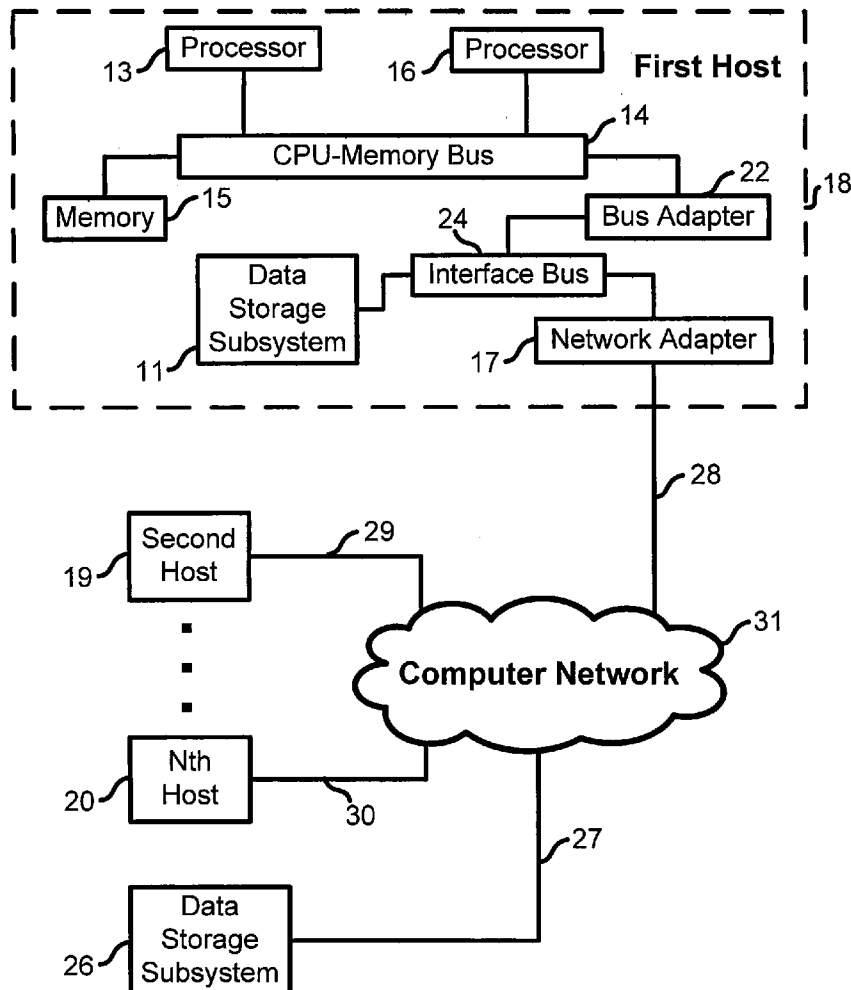 Processor
Processor
13
16
First Host
14
CPU-Memory Bus
22
18
15
Memory
24
Bus Adapter
Data
Storage
Subsystem
Interface Bus
11
17
Network Adapter
28
Second
Host
29
19
31
Computer Network
Nth
Host
20
30
27
Data
Storage
Subsystem
26